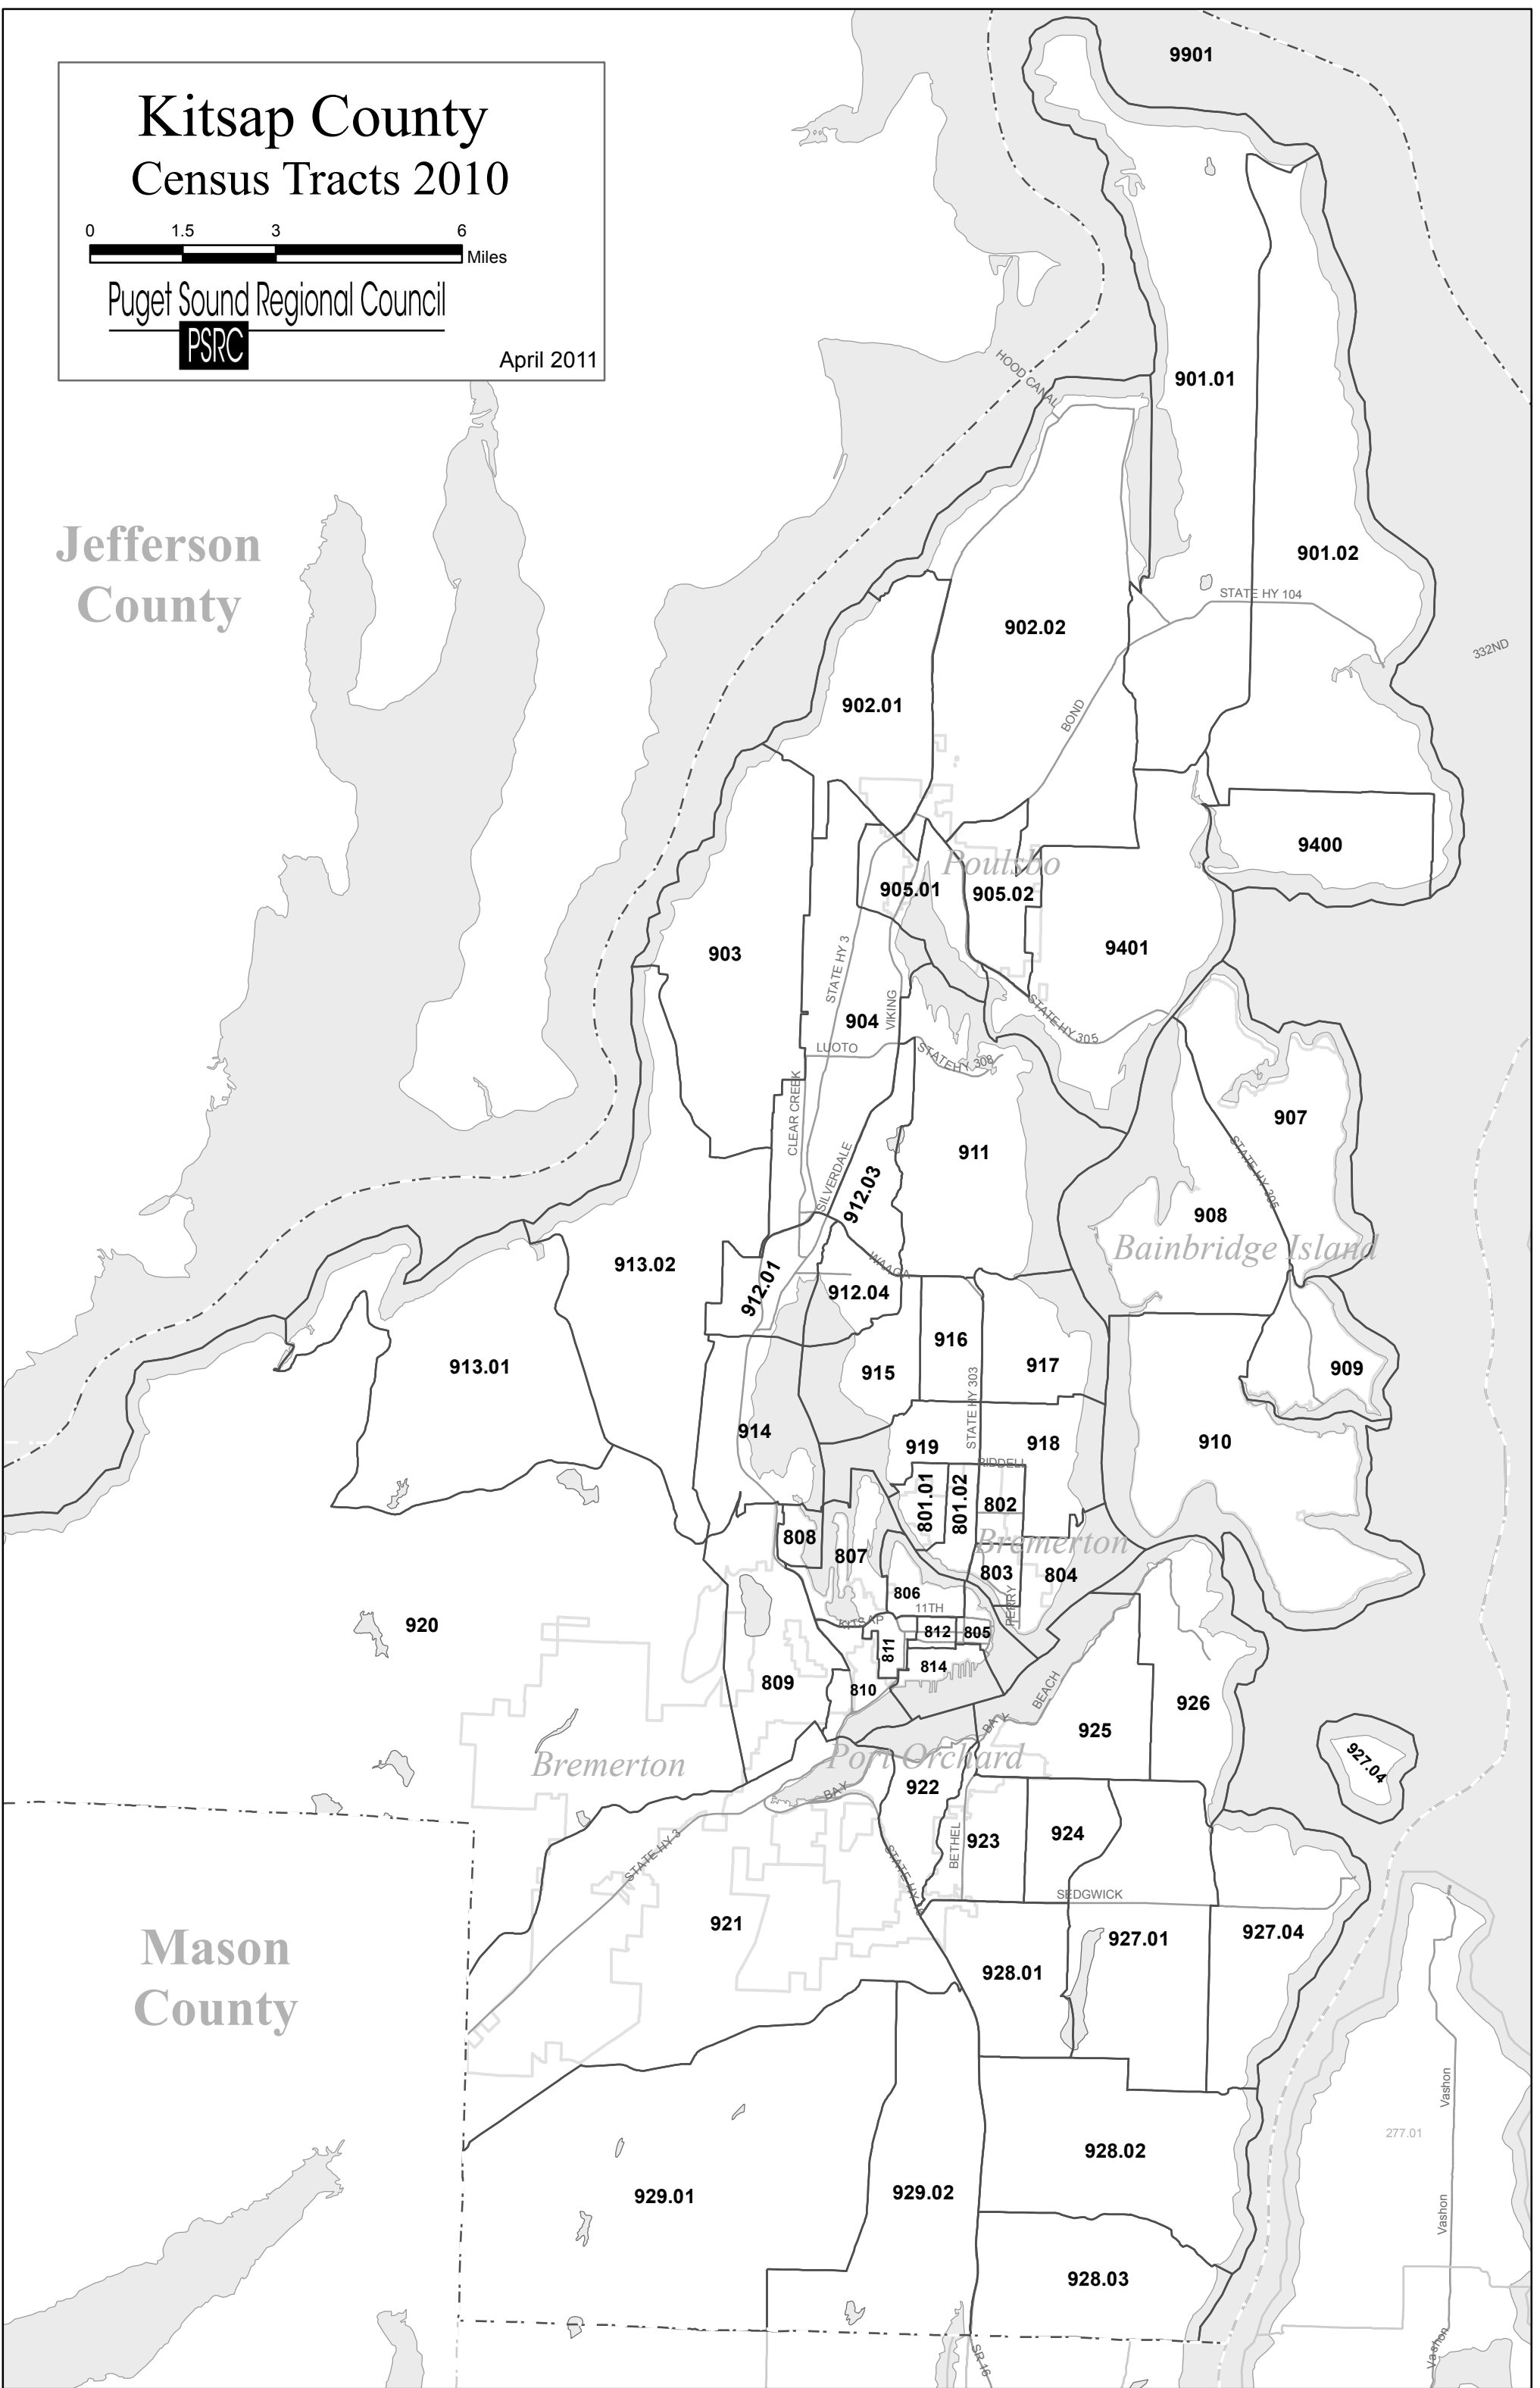 Kitsap County
Census Tracts 2010
0 1.5 3 6
Miles
Puget Sound Regional Council
PSRC
April 2011
9901
HOOD CANAL
901.01
Jefferson
County
901.02
STATE HY 104
902.02
332ND
902.01
BOND
9400
Poulsbo
905.01
905.02
903
9401
STATE HY 3
VIKING
904
STATE HY 305
LUOTO
STATE HY 308
CLEAR CREEK
907
911
SILVERDALE
912.03
STATE HY 305
908
Bainbridge Island
913.02
WAAGA
912.01
912.04
916
913.01
915
917
909
STATE HY 303
914
919
918
910
RIDDELL
801.01
801.02
802
808
Bremerton
807
803
804
806
PERRY
11TH
920
KITSAP
812
805
811
814
809
810
BEACH
926
BAY
925
Port Orchard
Bremerton
927.04
922
BAY
BETHEL
923
924
STATE HY 3
STATE HY 16
SEDGWICK
921
927.01
927.04
Mason
County
928.01
Vashon
277.01
928.02
929.01
929.02
Vashon
928.03
SR 16
Vashon